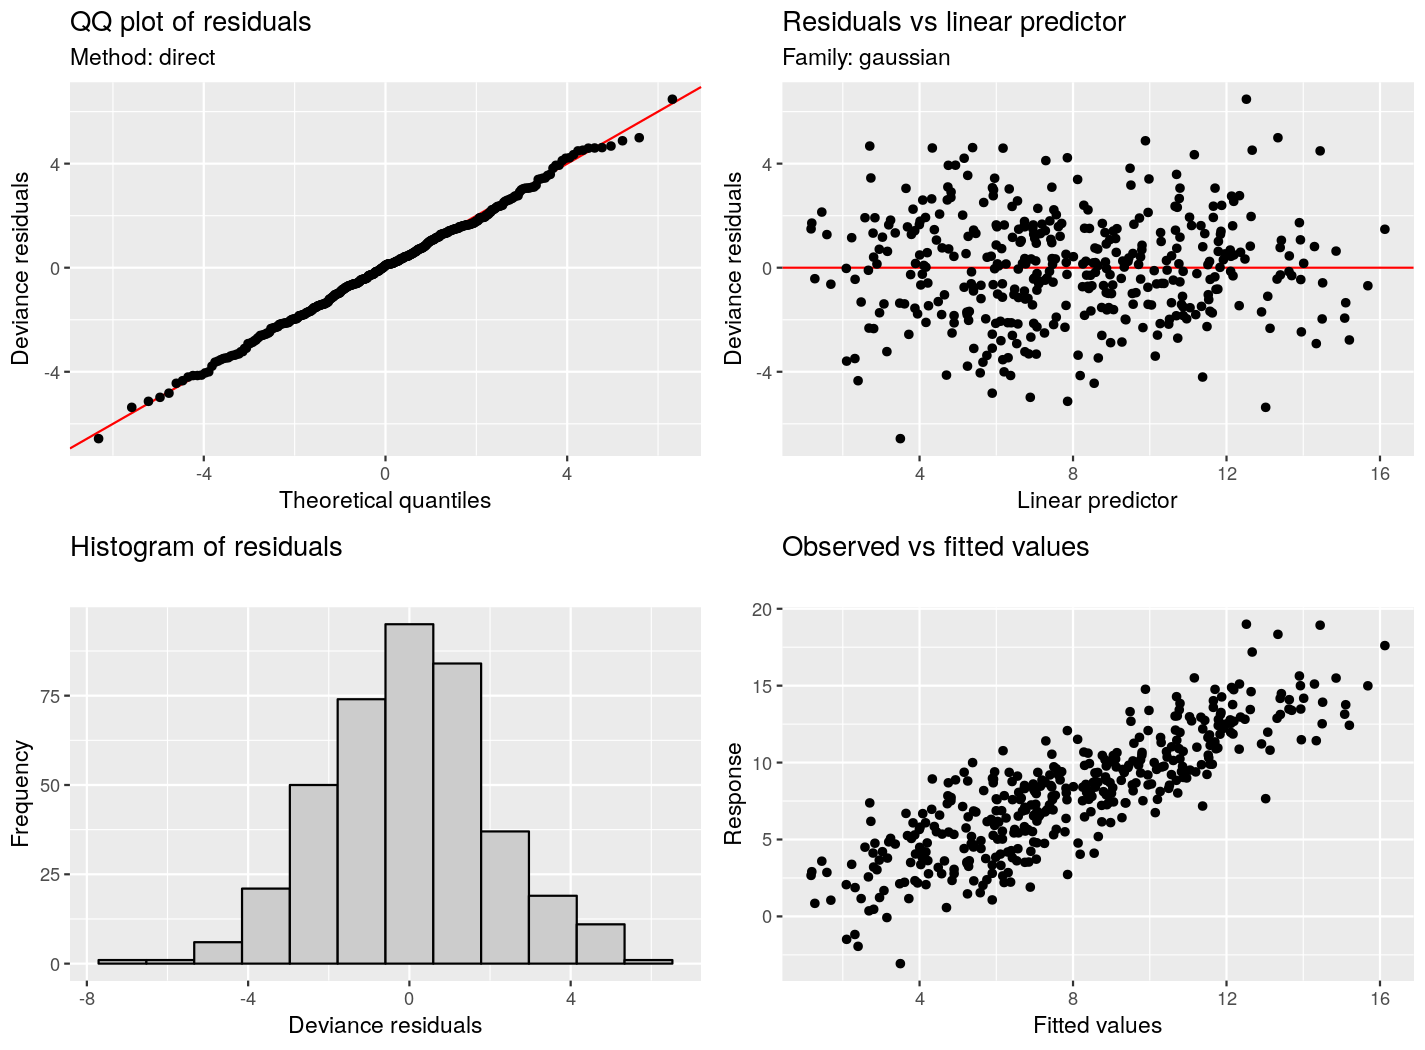 QQ plot of residuals
Method: direct
Deviance residuals
4
0
-4
-4
0
4
Theoretical quantiles
Residuals vs linear predictor
Family: gaussian
Deviance residuals
4
0
-4
4
8
12
16
Linear predictor
Histogram of residuals
Frequency
75
50
25
0
-8
-4
0
4
Deviance residuals
Observed vs fitted values
Response
20
15
10
5
0
4
8
12
16
Fitted values